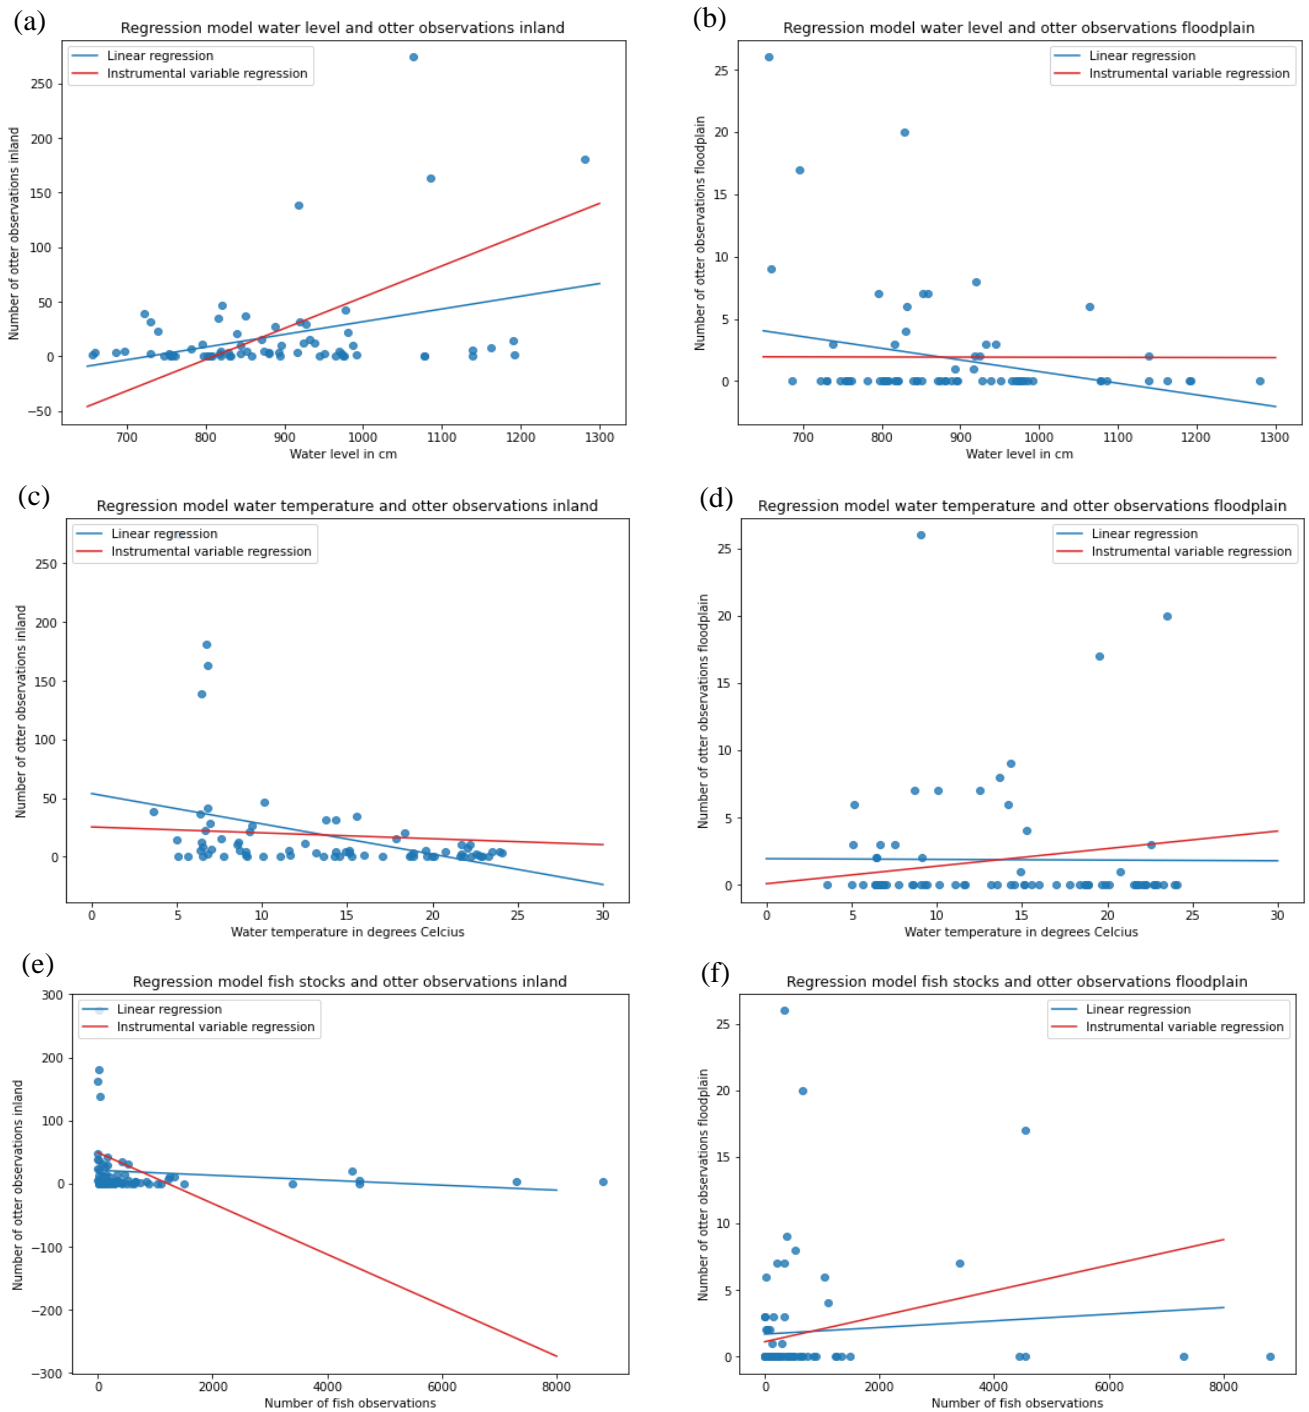 (a)
Regression model water level and otter observations inland
Linear regression
Instrumental variable regression
250
200
150
100
50
0
−50
Number of otter observations inland
700 800 900 1000 1100 1200 1300
Water level in cm
(b)
Regression model water level and otter observations floodplain
Linear regression
Instrumental variable regression
25
20
15
10
5
0
Number of otter observations floodplain
700 800 900 1000 1100 1200 1300
Water level in cm
(c)
Regression model water temperature and otter observations inland
Linear regression
Instrumental variable regression
250
200
150
100
50
0
Number of otter observations inland
0 5 10 15 20 25 30
Water temperature in degrees Celcius
(d)
Regression model water temperature and otter observations floodplain
Linear regression
Instrumental variable regression
25
20
15
10
5
0
Number of otter observations floodplain
0 5 10 15 20 25 30
Water temperature in degrees Celcius
(e)
Regression model fish stocks and otter observations inland
Linear regression
Instrumental variable regression
300
200
100
0
−100
−200
−300
Number of otter observations inland
0 2000 4000 6000 8000
Number of fish observations
(f)
Regression model fish stocks and otter observations floodplain
Linear regression
Instrumental variable regression
25
20
15
10
5
0
Number of otter observations floodplain
0 2000 4000 6000 8000
Number of fish observations